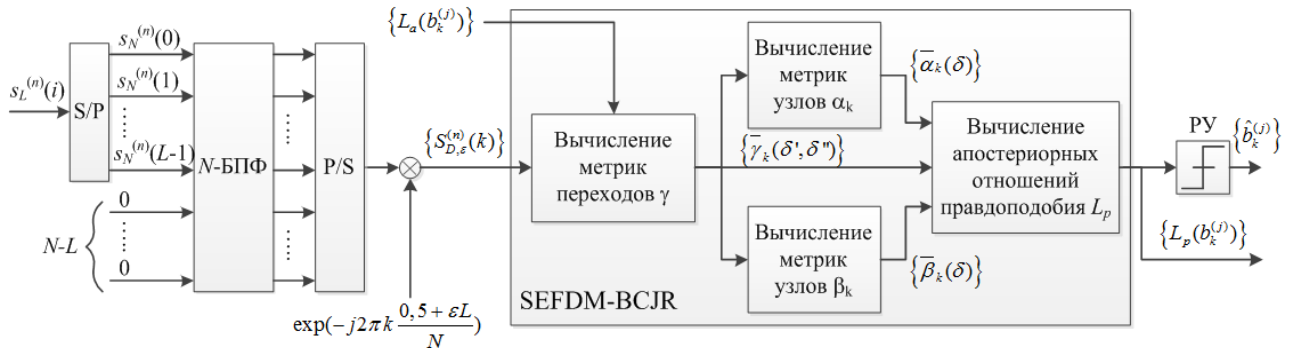 s_L^(n)(i)
S/P
s_N^(n)(0)
s_N^(n)(1)
s_N^(n)(L-1)
N-L
0
0
N-БПФ
P/S
exp(-j2πk (0,5 + εL)/N)
{S_{D,ε}^(n)(k)}
{L_a(b_k^(j))}
Вычисление
метрик
переходов γ
{γ̅_k(δ', δ")}
Вычисление
метрик
узлов α_k
{α̅_k(δ)}
Вычисление
метрик
узлов β_k
{β̅_k(δ)}
Вычисление
апостериорных
отношений
правдоподобия L_p
SEFDM-BCJR
РУ
{b̂_k^(j)}
{L_p(b_k^(j))}